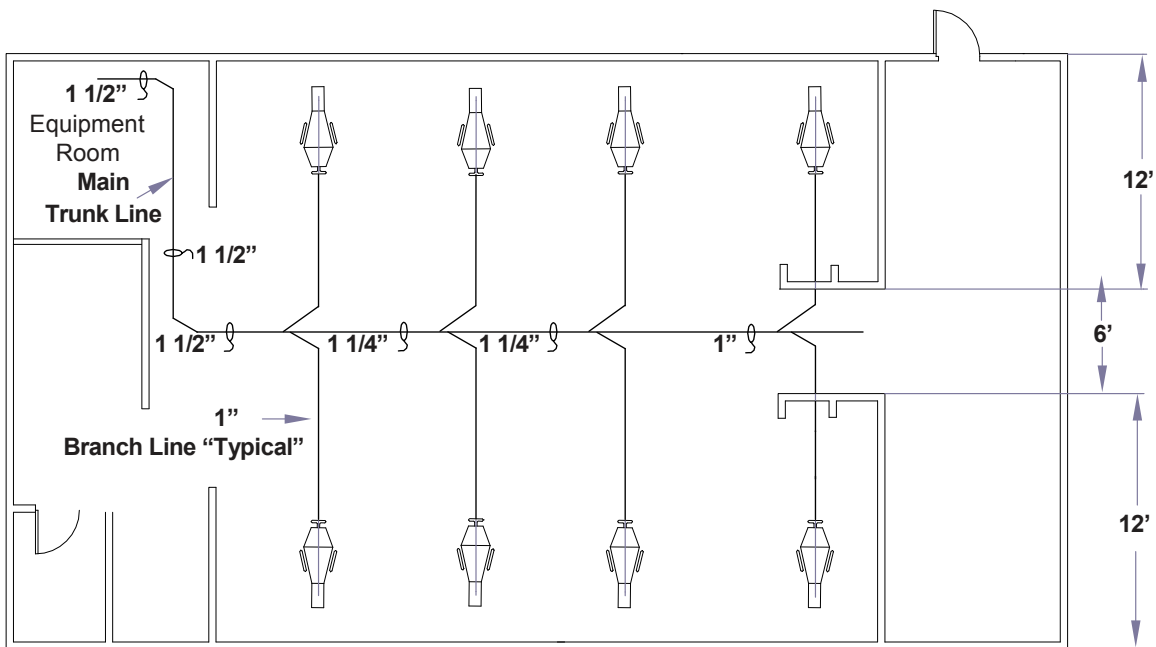 1 1/2”
Equipment
Room
Main
Trunk Line
1 1/2”
1 1/2”
1 1/4”
1 1/4”
1”
1”
Branch Line “Typical”
12’
6’
12’